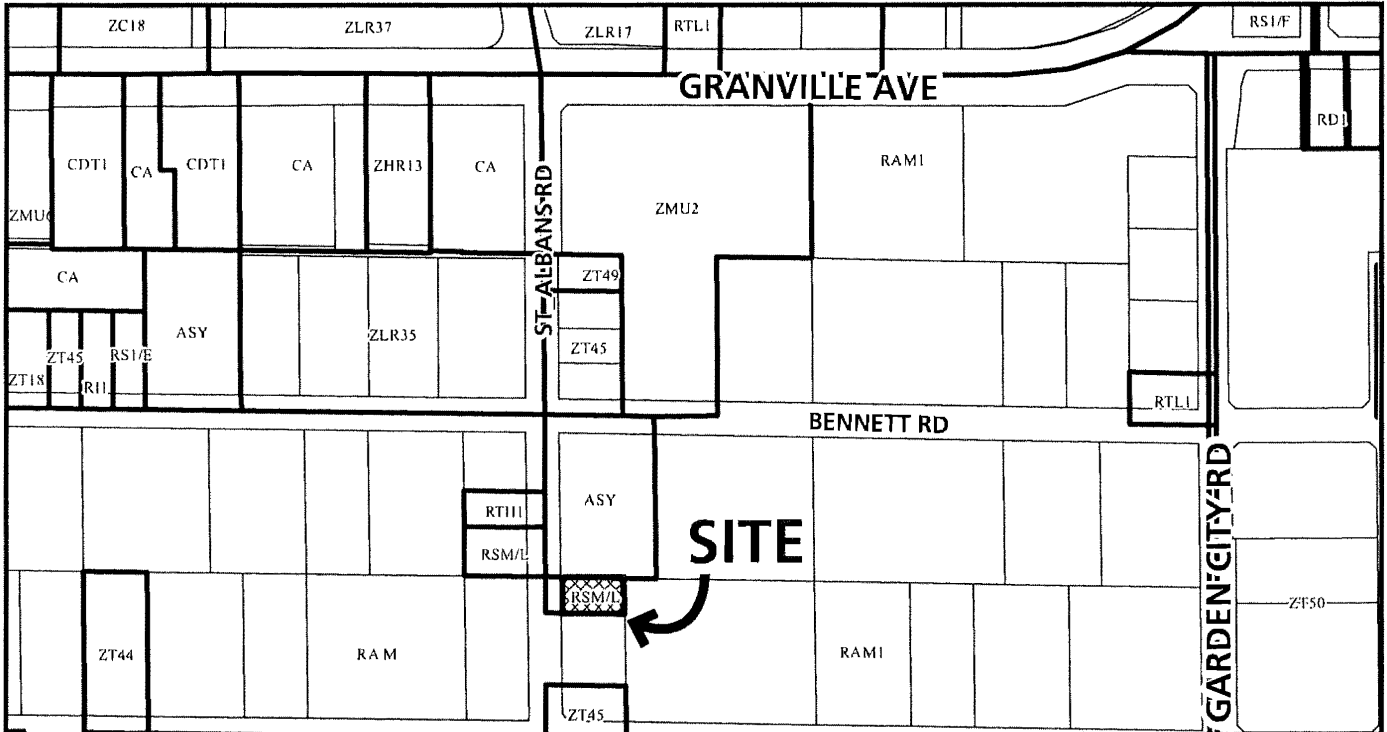 ZC18
ZLR37
ZLR17
RTL1
RS1/F
GRANVILLE AVE
RD1
CDT1
CA
CDT1
CA
ZHR13
CA
ST. ALBANS RD
ZMU2
RAM1
CA
ZT49
ZT18
ZT45
RS1/E
ASY
ZLR35
ZT45
RTL1
BENNETT RD
GARDEN CITY RD
RTH1
RSM/L
ASY
SITE
RSM/L
ZT50
ZT44
RAM
RAM1
ZT45